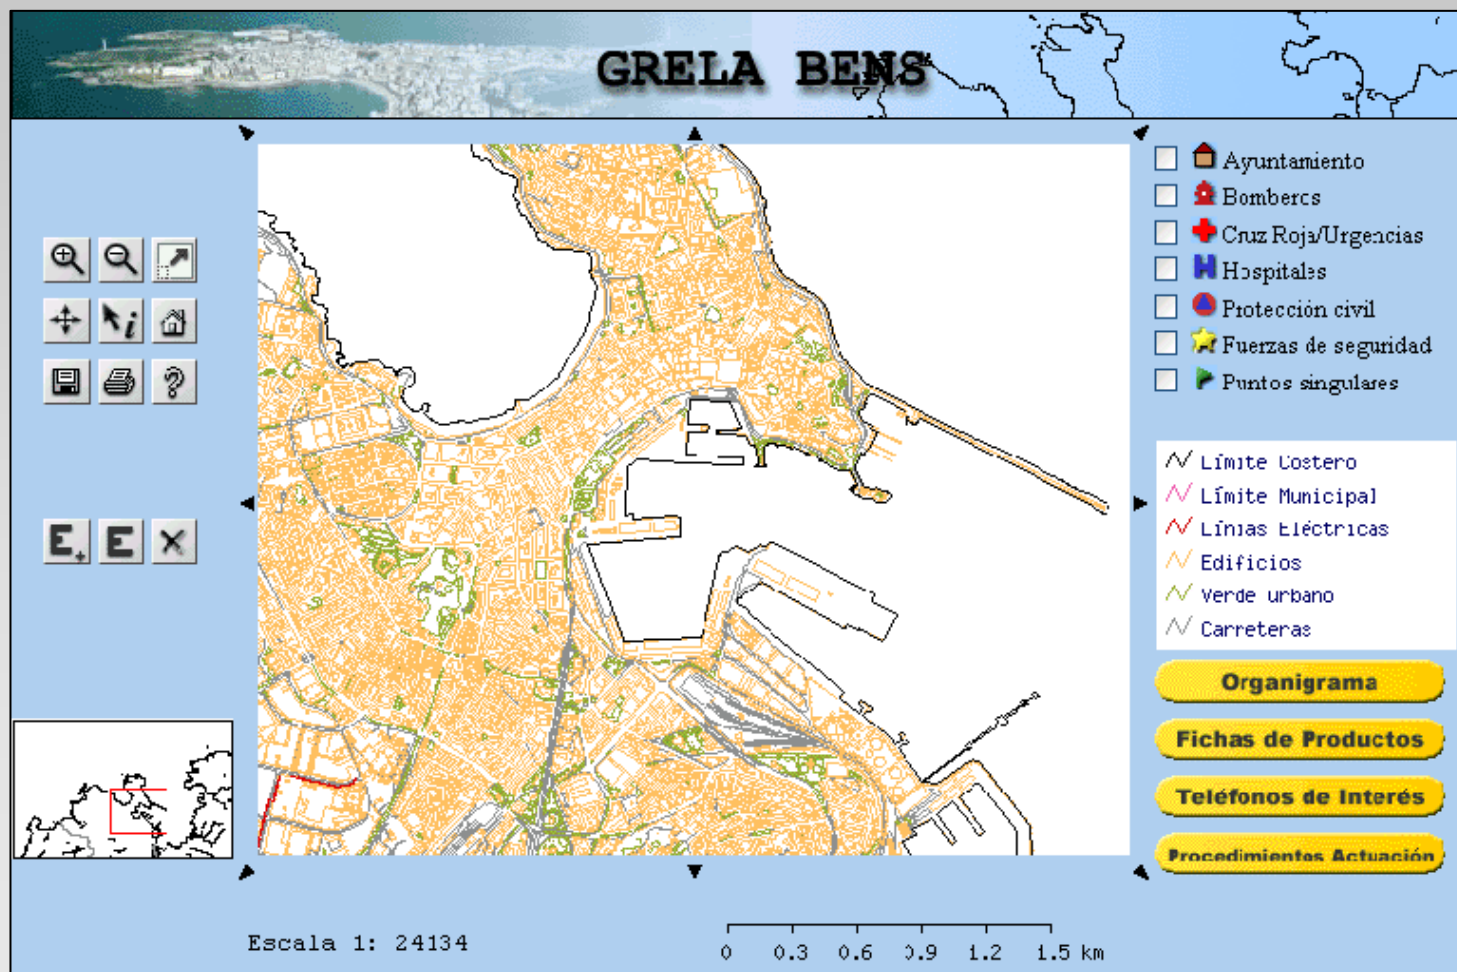 GRELA BENS
Ayuntamiento
Bomberos
Cruz Roja/Urgencias
Hospitales
Protección civil
Fuerzas de seguridad
Puntos singulares
i
?
E+
E
Límite Costero
Límite Municipal
Línias Eléctricas
Edificios
Verde urbano
Carreteras
Organigrama
Fichas de Productos
Teléfonos de Interés
Procedimientos Actuación
Escala 1: 24134
0 0.3 0.6 0.9 1.2 1.5 km